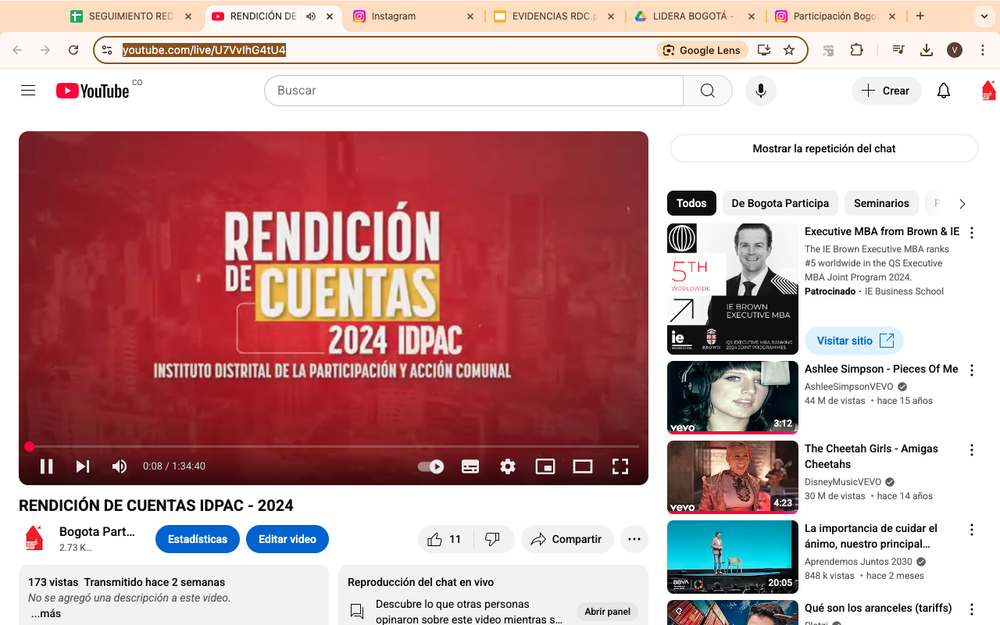 SEGUIMIENTO RED
RENDICIÓN DE
Instagram
EVIDENCIAS RDC.p
LIDERA BOGOTÁ -
Participación Bogot
youtube.com/live/U7VvIhG4tU4
Google Lens
V
YouTube CO
Buscar
Crear
Mostrar la repetición del chat
RENDICIÓN
DE CUENTAS
2024 IDPAC
INSTITUTO DISTRITAL DE LA PARTICIPACIÓN Y ACCIÓN COMUNAL
0:08 / 1:34:40
RENDICIÓN DE CUENTAS IDPAC - 2024
Bogota Part...
2.73 K...
Estadísticas
Editar video
11
Compartir
173 vistas Transmitido hace 2 semanas
No se agregó una descripción a este video.
...más
Reproducción del chat en vivo
Descubre lo que otras personas
opinaron sobre este video mientras s...
Abrir panel
Todos
De Bogota Participa
Seminarios
5TH
WORLDWIDE
IE BROWN
EXECUTIVE MBA
ie
BROWN
QS EXECUTIVE MBA RANKING
2024 JOINT PROGRAMMES
Executive MBA from Brown & IE
The IE Brown Executive MBA ranks
#5 worldwide in the QS Executive
MBA Joint Program 2024.
Patrocinado · IE Business School
Visitar sitio
vevo
3:12
Ashlee Simpson - Pieces Of Me
AshleeSimpsonVEVO
44 M de vistas • hace 15 años
vevo
4:23
The Cheetah Girls - Amigas
Cheetahs
DisneyMusicVEVO
30 M de vistas • hace 14 años
BBVA
20:05
La importancia de cuidar el
ánimo, nuestro principal...
Aprendemos Juntos 2030
848 k vistas • hace 2 meses
Qué son los aranceles (tariffs)